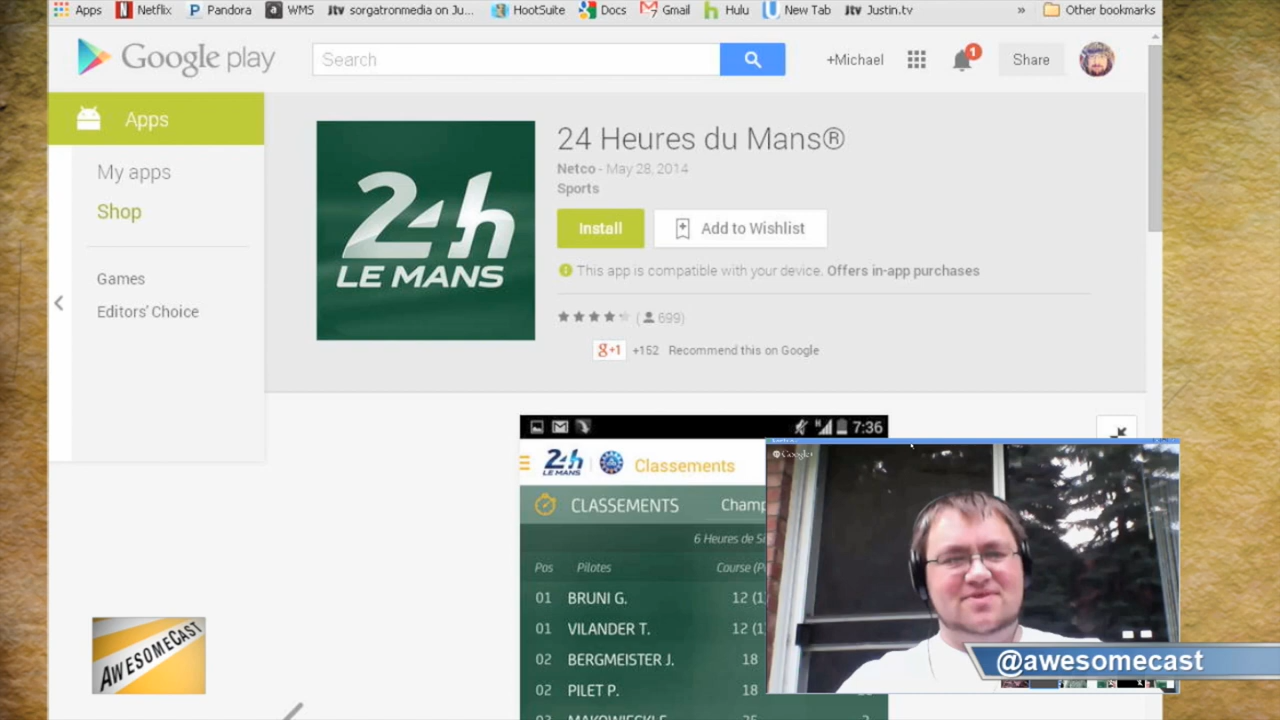 Apps Netflix Pandora WMS sorgatronmedia on Ju... HootSuite Docs Gmail Hulu New Tab Justin.tv » Other bookmarks
Google play Search +Michael 1 Share
Apps
My apps
Shop
Games
Editors' Choice
24h
LE MANS
24 Heures du Mans®
Netco - May 28, 2014
Sports
Install Add to Wishlist
This app is compatible with your device. Offers in-app purchases
(699)
g+1 +152 Recommend this on Google
7:36
24h LE MANS Classements
CLASSEMENTS Champ
6 Heures de Si
Pos Pilotes Course (P
01 BRUNI G. 12 (1
01 VILANDER T. 12 (1
02 BERGMEISTER J. 18
02 PILET P. 18
Google+
AWESOMECAST
@awesomecast